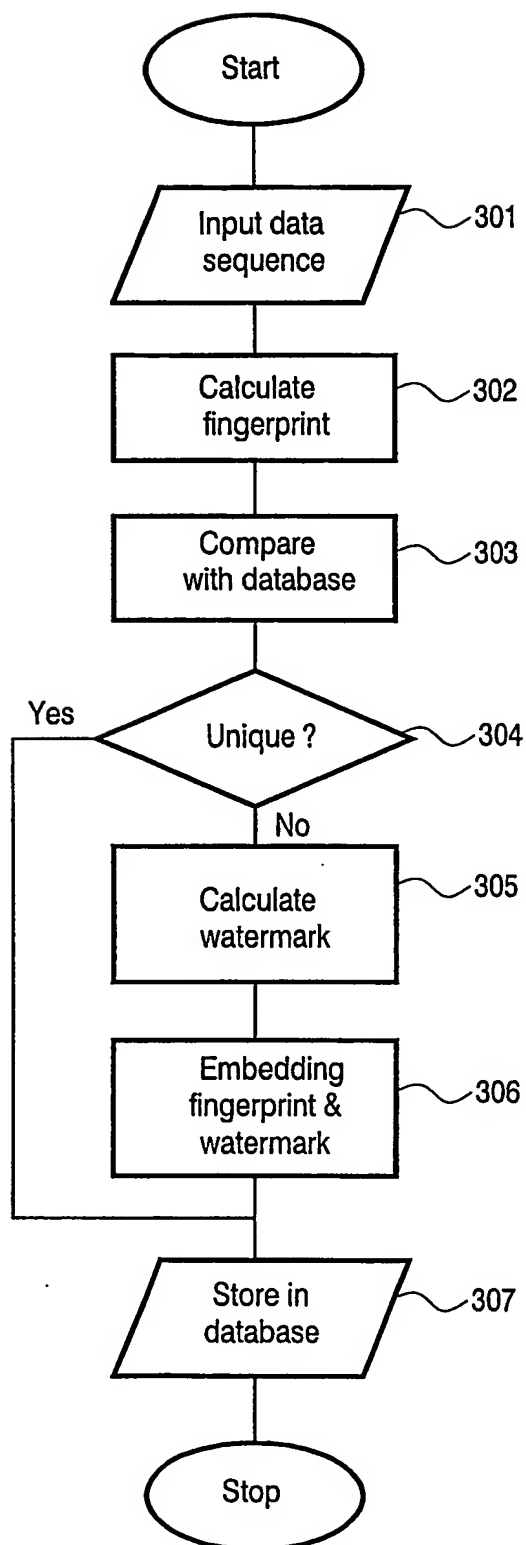 Start
Input data
sequence
301
Calculate
fingerprint
302
Compare
with database
303
Yes
Unique ?
304
No
Calculate
watermark
305
Embedding
fingerprint &
watermark
306
Store in
database
307
Stop